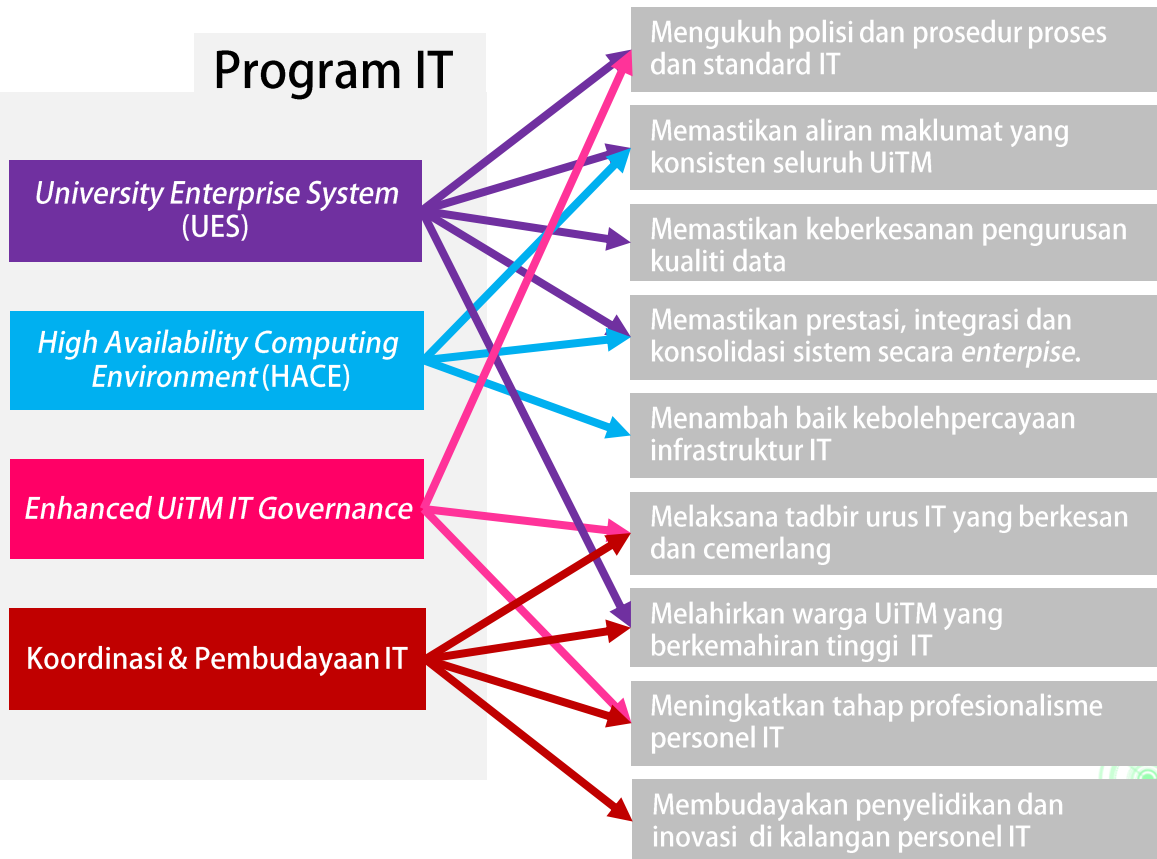 Program IT
University Enterprise System
(UES)
High Availability Computing
Environment (HACE)
Enhanced UiTM IT Governance
Koordinasi & Pembudayaan IT
Mengukuh polisi dan prosedur proses
dan standard IT
Memastikan aliran maklumat yang
konsisten seluruh UiTM
Memastikan keberkesanan pengurusan
kualiti data
Memastikan prestasi, integrasi dan
konsolidasi sistem secara enterpise.
Menambah baik kebolehpercayaan
infrastruktur IT
Melaksana tadbir urus IT yang berkesan
dan cemerlang
Melahirkan warga UiTM yang
berkemahiran tinggi IT
Meningkatkan tahap profesionalisme
personel IT
Membudayakan penyelidikan dan
inovasi di kalangan personel IT